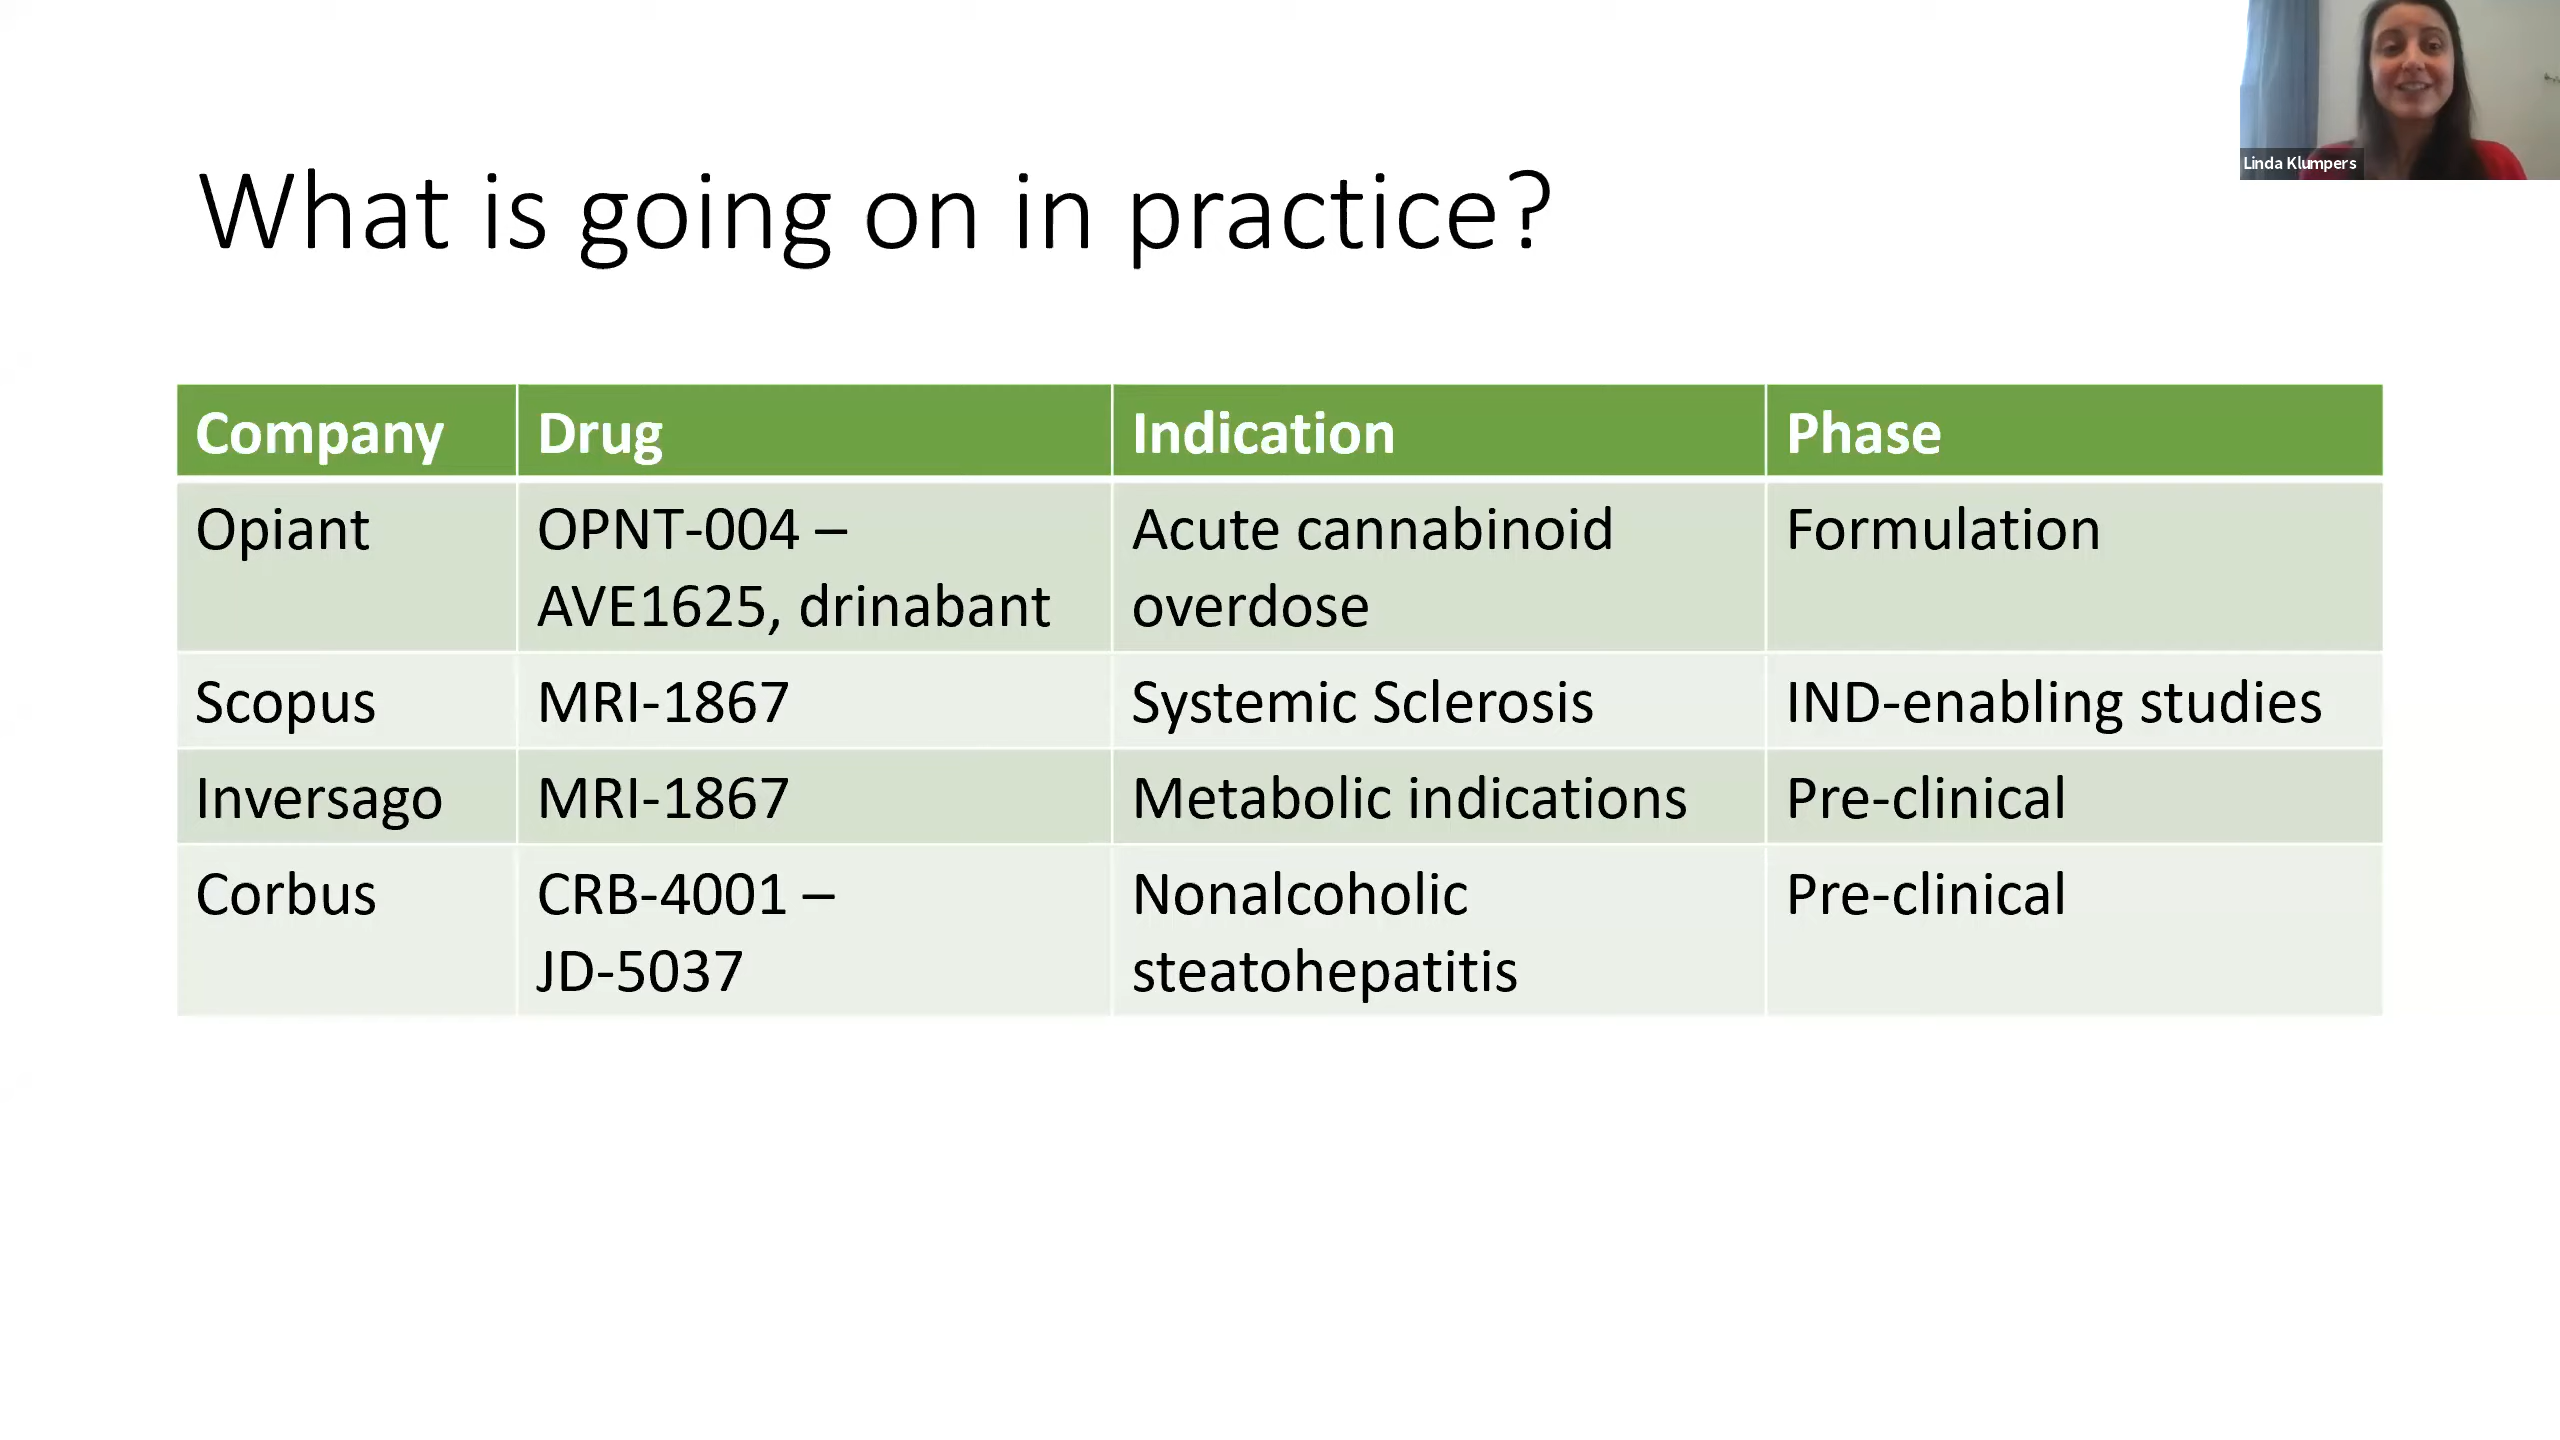 Linda Klumpers
What is going on in practice?
Company Drug Indication Phase
Opiant OPNT-004 – Acute cannabinoid Formulation
AVE1625, drinabant overdose
Scopus MRI-1867 Systemic Sclerosis IND-enabling studies
Inversago MRI-1867 Metabolic indications Pre-clinical
Corbus CRB-4001 – Nonalcoholic Pre-clinical
JD-5037 steatohepatitis